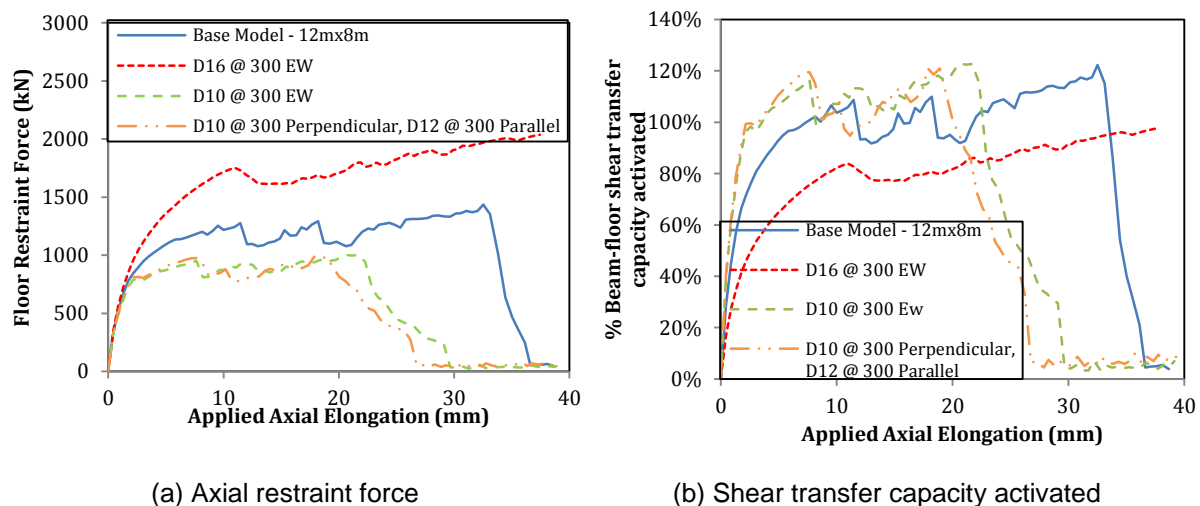 3000
2500
2000
1500
1000
500
0
Floor Restraint Force (kN)
Base Model - 12mx8m
D16 @ 300 EW
D10 @ 300 EW
D10 @ 300 Perpendicular, D12 @ 300 Parallel
0 10 20 30 40
Applied Axial Elongation (mm)
(a) Axial restraint force
140%
120%
100%
80%
60%
40%
20%
0%
% Beam-floor shear transfer
capacity activated
Base Model - 12mx8m
D16 @ 300 EW
D10 @ 300 Ew
D10 @ 300 Perpendicular,
D12 @ 300 Parallel
0 10 20 30 40
Applied Axial Elongation (mm)
(b) Shear transfer capacity activated